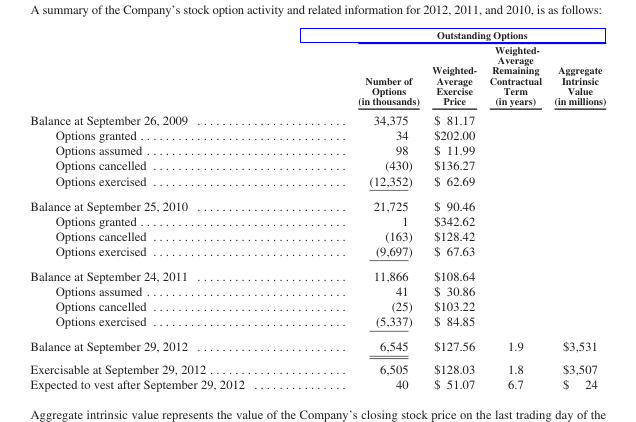 A summary of the Company's stock option activity and related information for 2012, 2011, and 2010, is as follows:
Outstanding Options
Number of Options (in thousands) Weighted-Average Exercise Price Weighted-Average Remaining Contractual Term (in years) Aggregate Intrinsic Value (in millions)
Balance at September 26, 2009 ........................ 34,375 $ 81.17
Options granted ................................. 34 $202.00
Options assumed ................................ 98 $ 11.99
Options cancelled ............................... (430) $136.27
Options exercised ............................... (12,352) $ 62.69
Balance at September 25, 2010 ........................ 21,725 $ 90.46
Options granted ................................. 1 $342.62
Options cancelled ............................... (163) $128.42
Options exercised ............................... (9,697) $ 67.63
Balance at September 24, 2011 ........................ 11,866 $108.64
Options assumed ................................ 41 $ 30.86
Options cancelled ............................... (25) $103.22
Options exercised ............................... (5,337) $ 84.85
Balance at September 29, 2012 ........................ 6,545 $127.56 1.9 $3,531
Exercisable at September 29, 2012 ...................... 6,505 $128.03 1.8 $3,507
Expected to vest after September 29, 2012 ............... 40 $ 51.07 6.7 $ 24
Aggregate intrinsic value represents the value of the Company's closing stock price on the last trading day of the